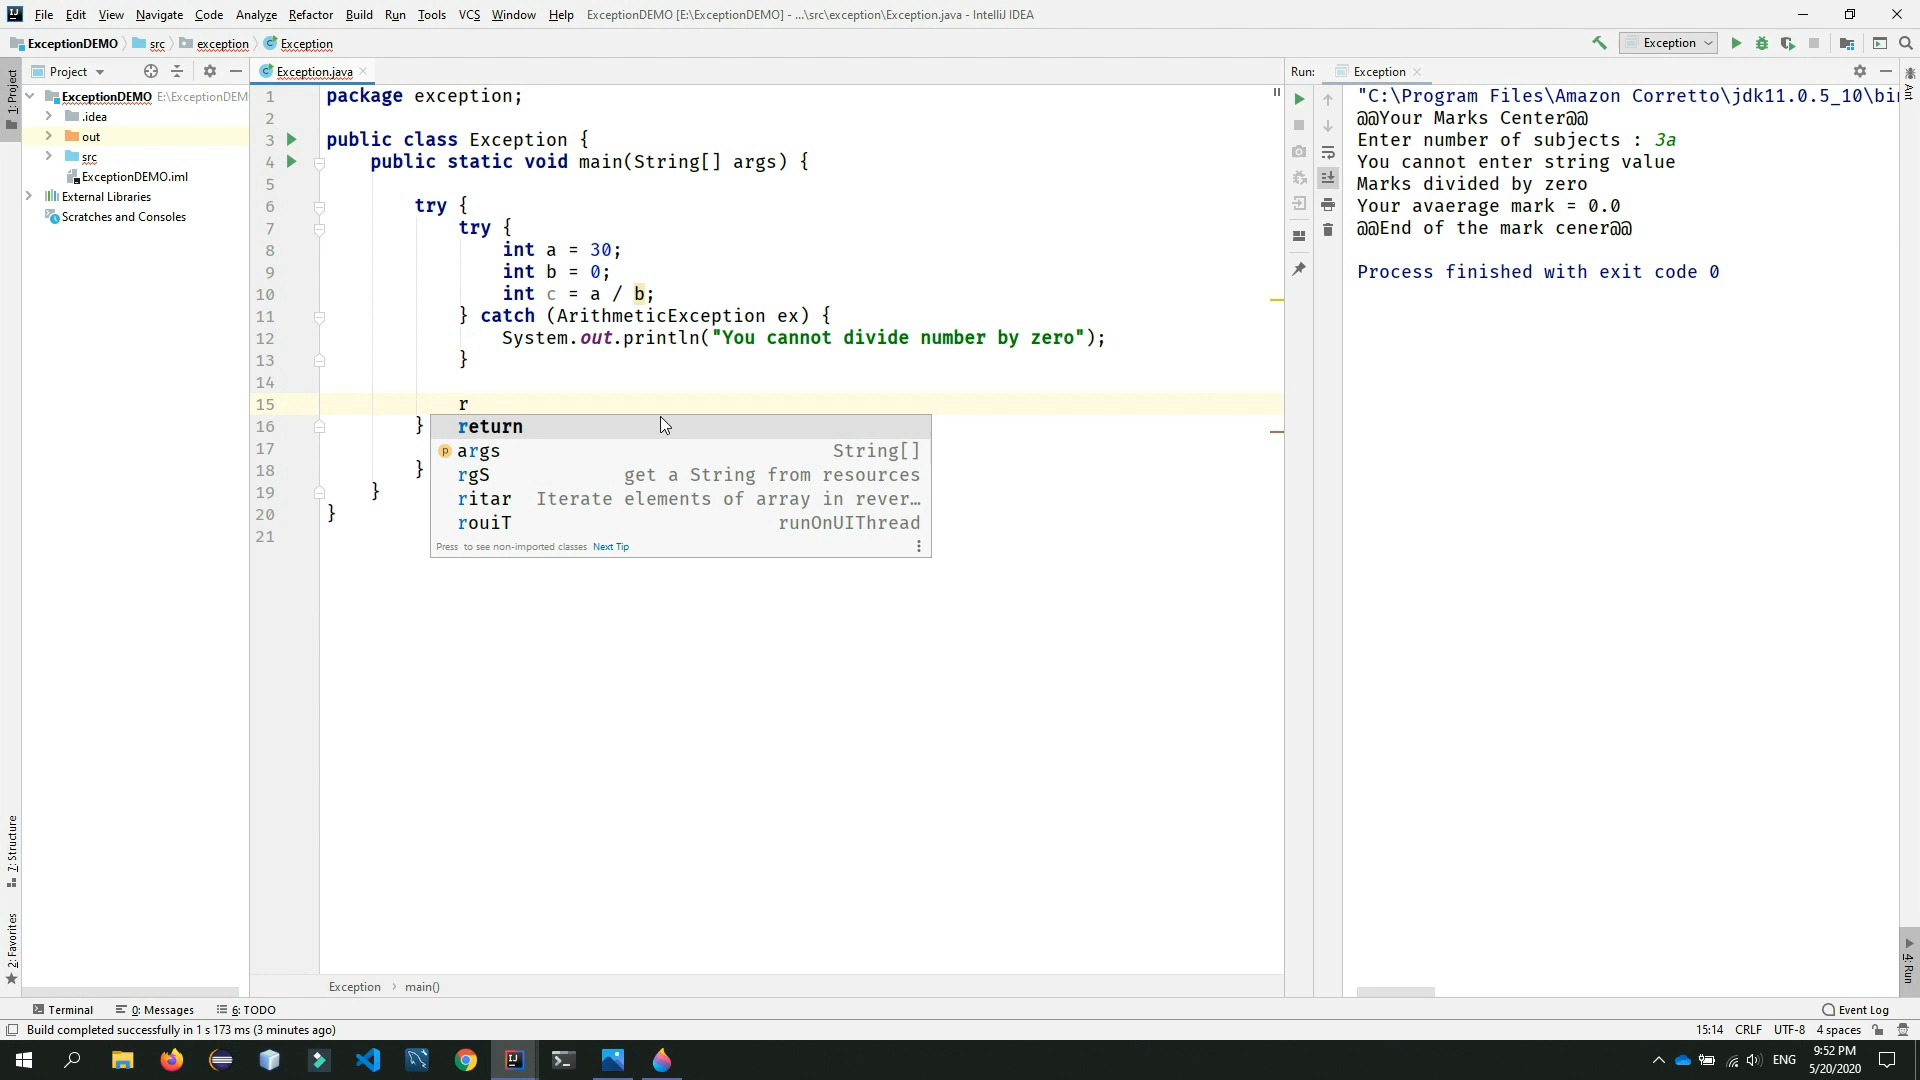 File Edit View Navigate Code Analyze Refactor Build Run Tools VCS Window Help ExceptionDEMO [E:\ExceptionDEMO] - ...\src\exception\Exception.java - IntelliJ IDEA
ExceptionDEMO src exception Exception
Exception
Project
Exception.java
Run: Exception
1: Project
Ant
ExceptionDEMO E:\ExceptionDEM
.idea
out
src
ExceptionDEMO.iml
External Libraries
Scratches and Consoles
1 package exception;
2
3 public class Exception {
4 public static void main(String[] args) {
5
6 try {
7 try {
8 int a = 30;
9 int b = 0;
10 int c = a / b;
11 } catch (ArithmeticException ex) {
12 System.out.println("You cannot divide number by zero");
13 }
14
15 r
16 }
17
18 }
19 }
20 }
21
return
args String[]
rgS get a String from resources
ritar Iterate elements of array in rever…
rouiT runOnUIThread
Press to see non-imported classes Next Tip
"C:\Program Files\Amazon Corretto\jdk11.0.5_10\bi
@@Your Marks Center@@
Enter number of subjects : 3a
You cannot enter string value
Marks divided by zero
Your avaerage mark = 0.0
@@End of the mark cener@@
Process finished with exit code 0
7: Structure
2: Favorites
4: Run
Exception main()
Terminal 0: Messages 6: TODO
Event Log
Build completed successfully in 1 s 173 ms (3 minutes ago)
15:14 CRLF UTF-8 4 spaces
ENG
9:52 PM
5/20/2020